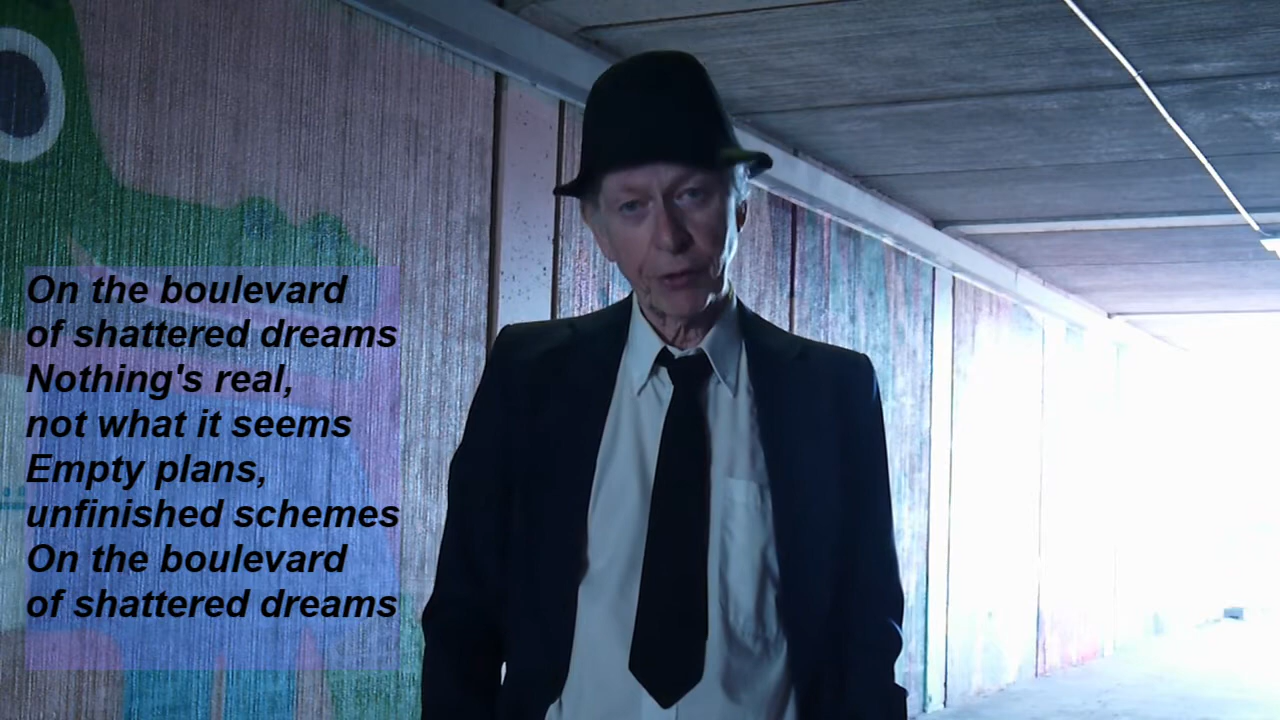 On the boulevard
of shattered dreams
Nothing's real,
not what it seems
Empty plans,
unfinished schemes
On the boulevard
of shattered dreams